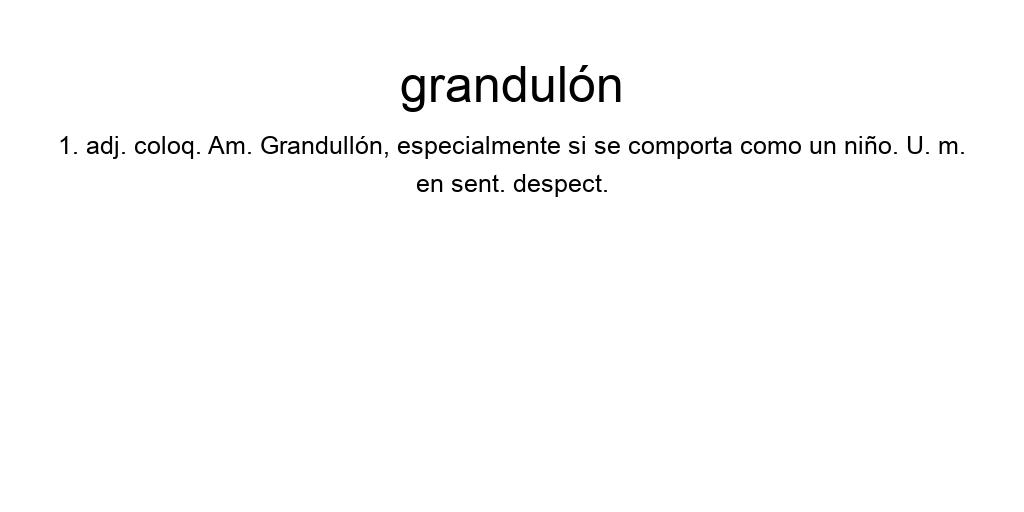 grandulón
1. adj. coloq. Am. Grandullón, especialmente si se comporta como un niño. U. m.
en sent. despect.